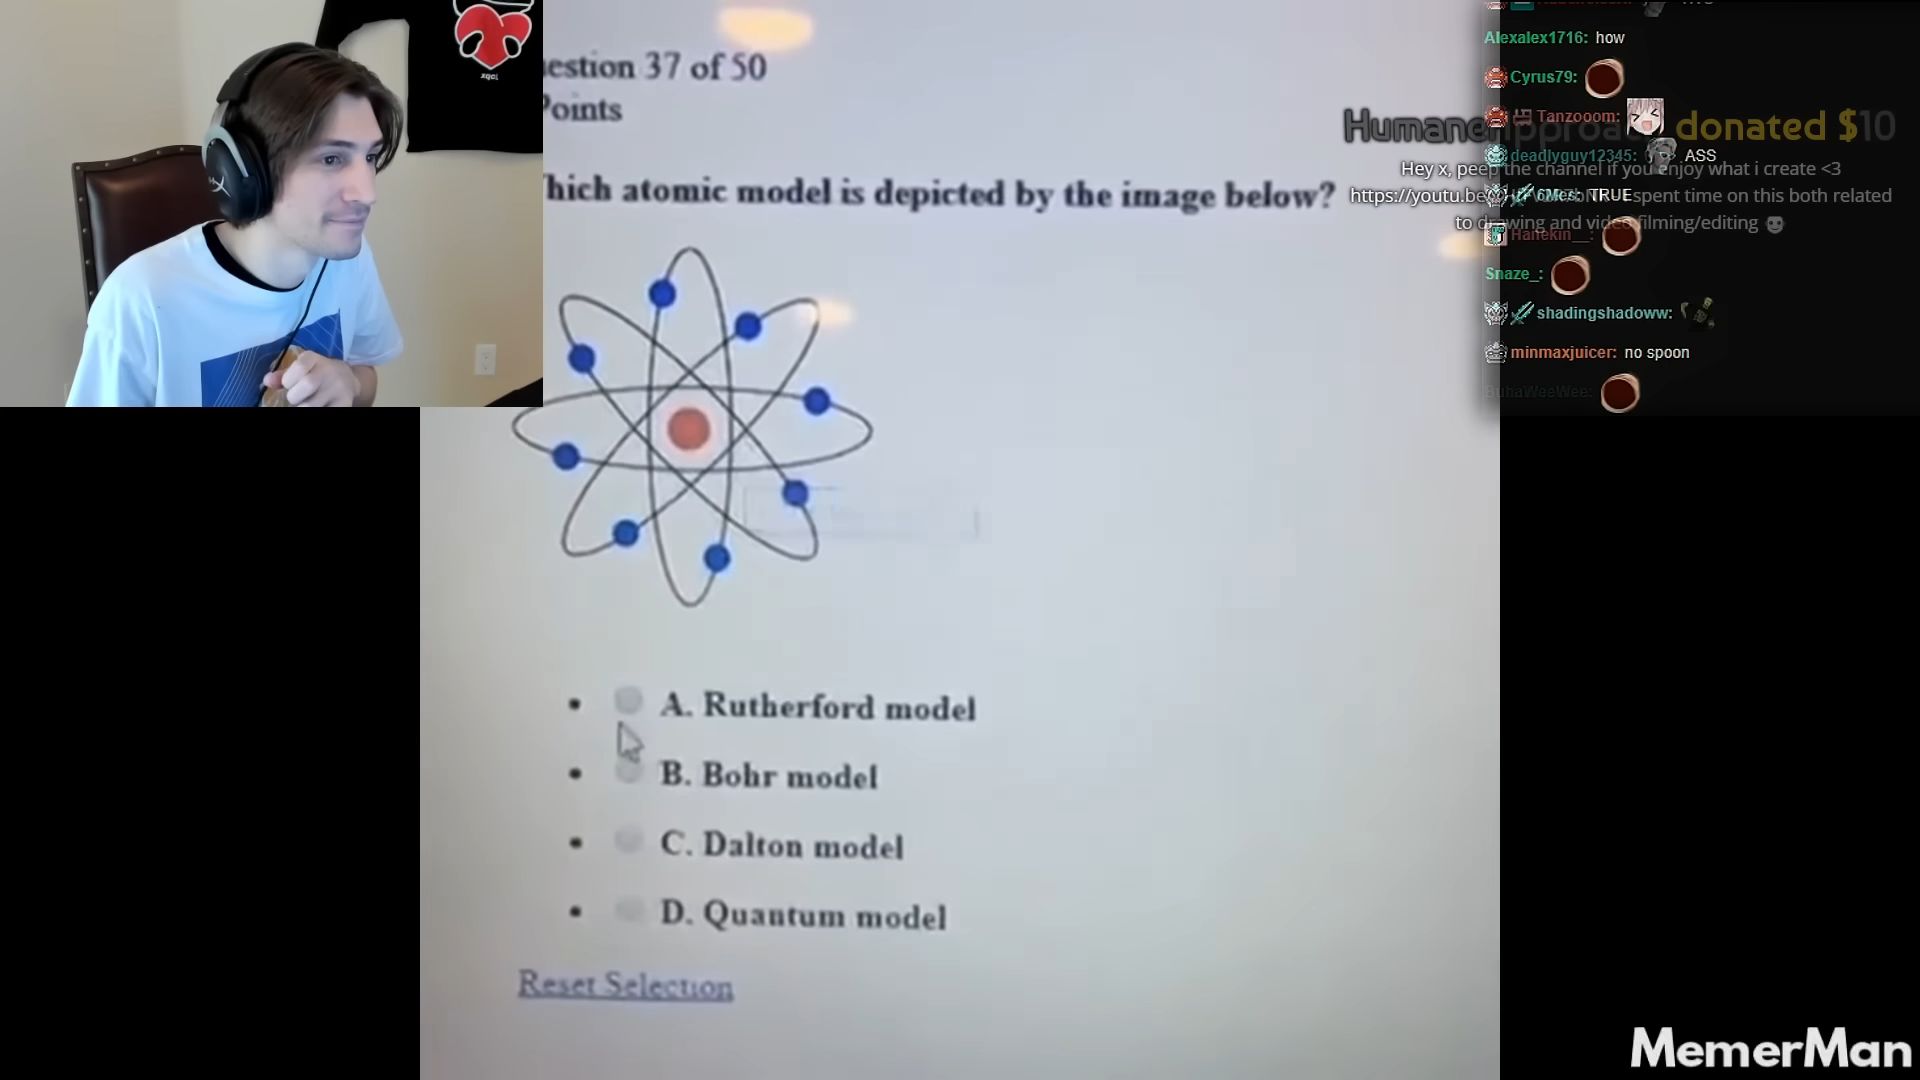 xqcL
estion 37 of 50
Points
hich atomic model is depicted by the image below?
A. Rutherford model
B. Bohr model
C. Dalton model
D. Quantum model
Reset Selection
donated $10
Hey x, peep the channel if you enjoy what i create <3
spent time on this both related
to drawing and video filming/editing
Alexalex1716: how
Cyrus79:
Tanzooom:
deadlyguy12345: ASS
TRUE
Hanekin__:
Snaze_:
shadingshadoww:
minmaxjuicer: no spoon
MemerMan